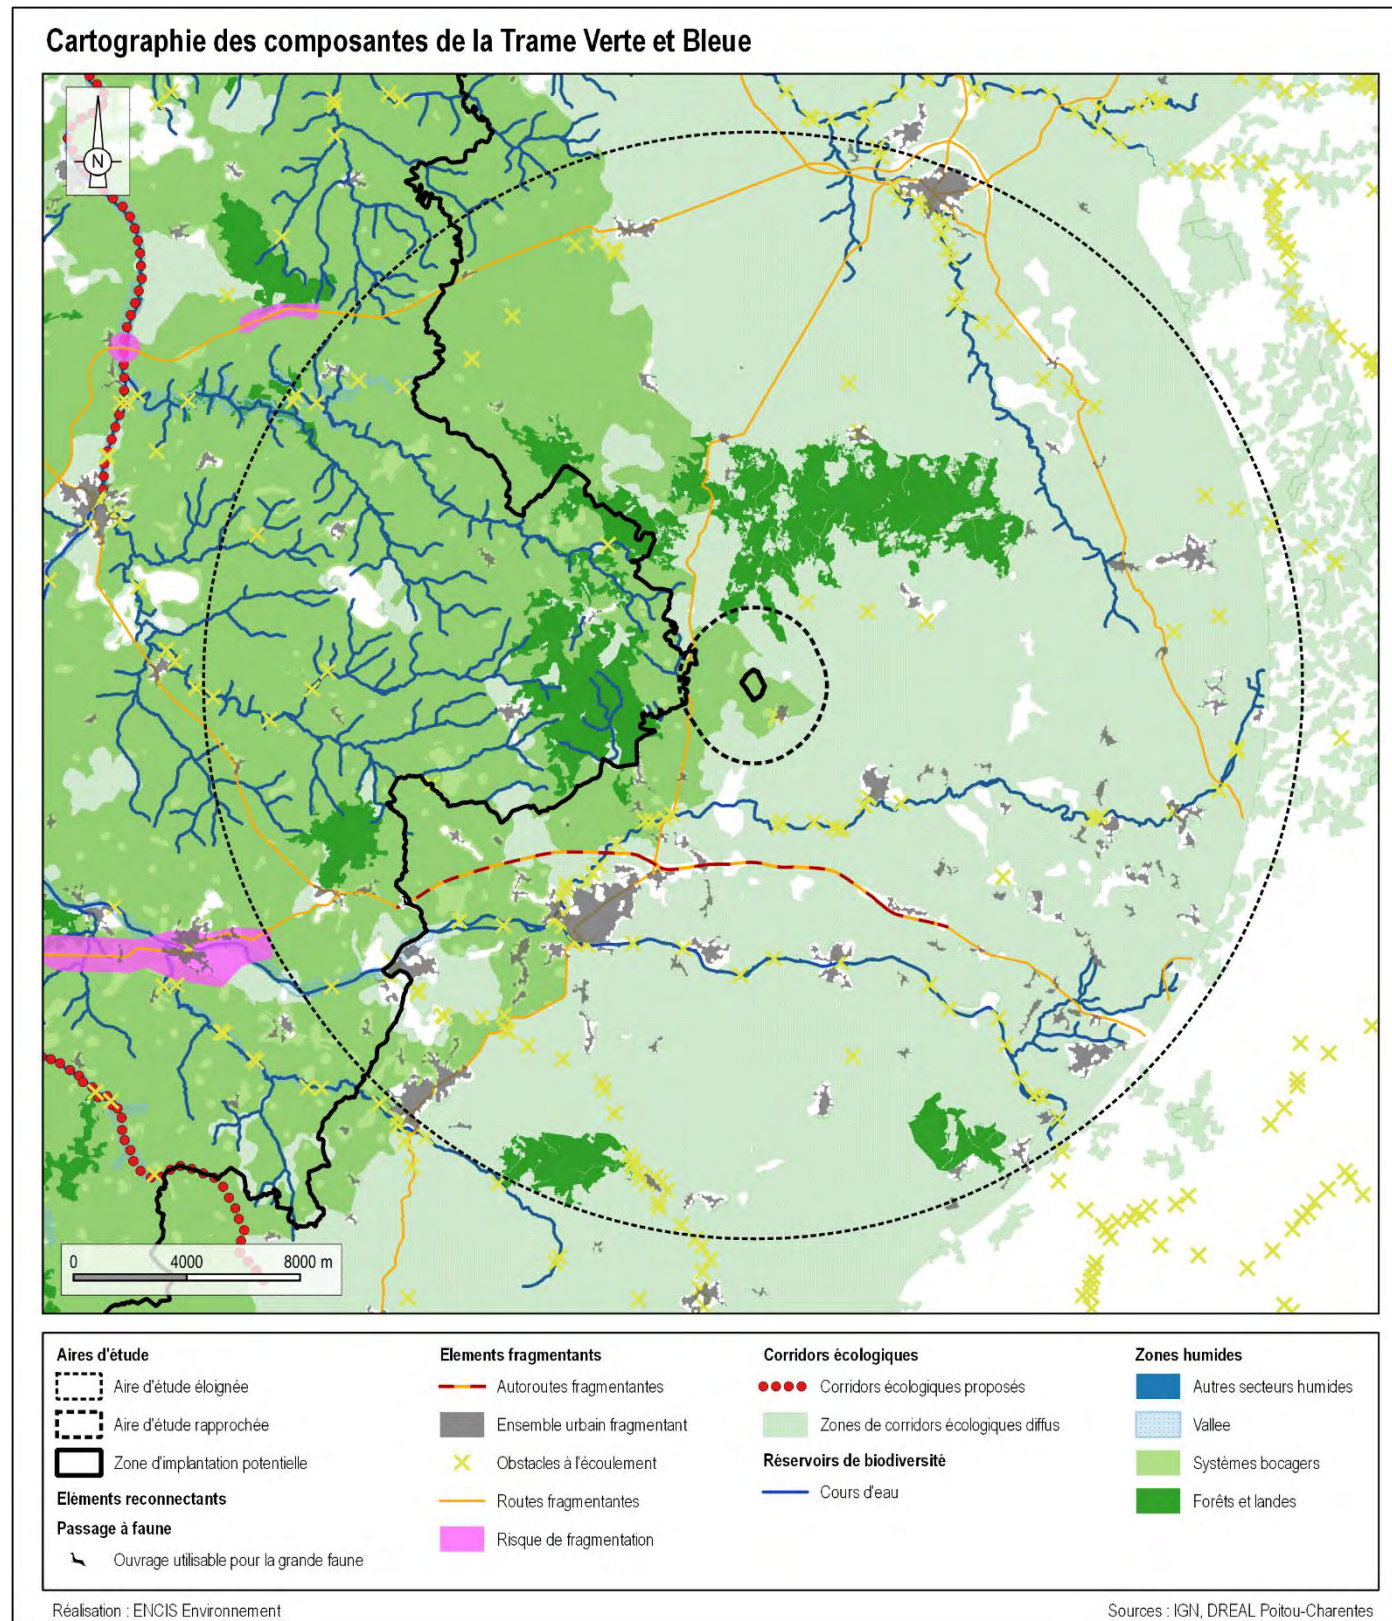 Cartographie des composantes de la Trame Verte et Bleue
N
0 4000 8000 m
Aires d'étude
Aire d'étude éloignée
Aire d'étude rapprochée
Zone d'implantation potentielle
Eléments reconnectants
Passage à faune
Ouvrage utilisable pour la grande faune
Elements fragmentants
Autoroutes fragmentantes
Ensemble urbain fragmentant
Obstacles à l'écoulement
Routes fragmentantes
Risque de fragmentation
Corridors écologiques
Corridors écologiques proposés
Zones de corridors écologiques diffus
Réservoirs de biodiversité
Cours d'eau
Zones humides
Autres secteurs humides
Vallee
Systèmes bocagers
Forêts et landes
Réalisation : ENCIS Environnement
Sources : IGN, DREAL Poitou-Charentes